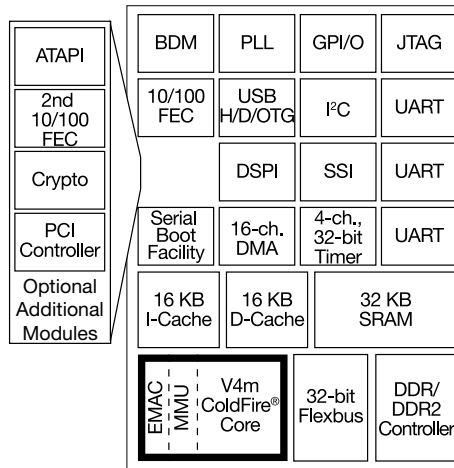 ATAPI
2nd
10/100
FEC
Crypto
PCI
Controller
Optional
Additional
Modules
BDM
PLL
GPI/O
JTAG
10/100
FEC
USB
H/D/OTG
I²C
UART
DSPI
SSI
UART
Serial
Boot
Facility
16-ch.
DMA
4-ch.,
32-bit
Timer
UART
16 KB
I-Cache
16 KB
D-Cache
32 KB
SRAM
EMAC
MMU
V4m
ColdFire®
Core
32-bit
Flexbus
DDR/
DDR2
Controller